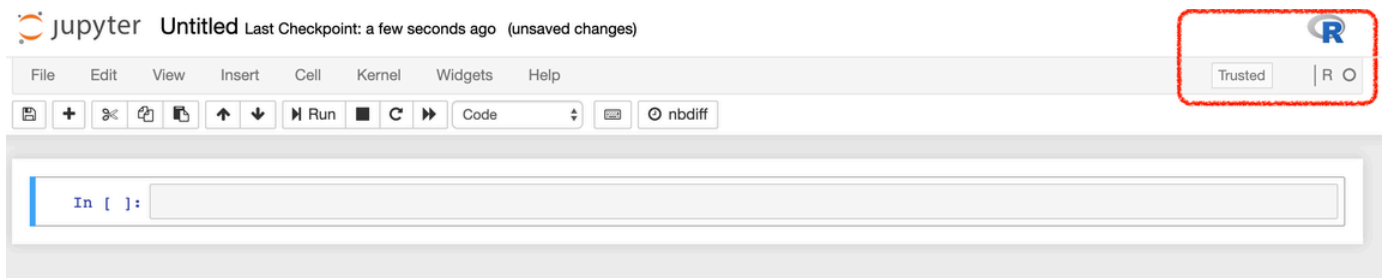 jupyter Untitled Last Checkpoint: a few seconds ago (unsaved changes) R
File Edit View Insert Cell Kernel Widgets Help Trusted R
Run Code nbdiff
In [ ]: